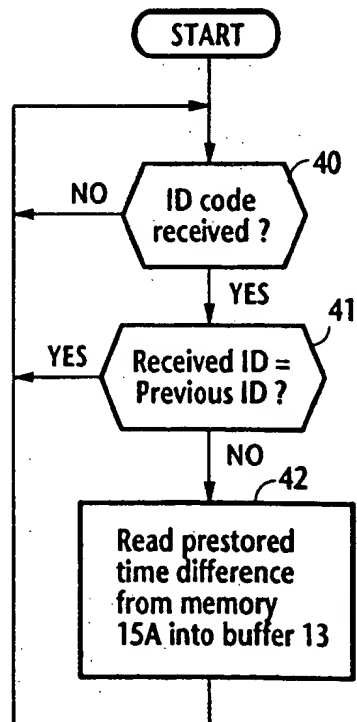 START
40
NO
ID code
received ?
YES
41
YES
Received ID =
Previous ID ?
NO
42
Read prestored
time difference
from memory
15A into buffer 13